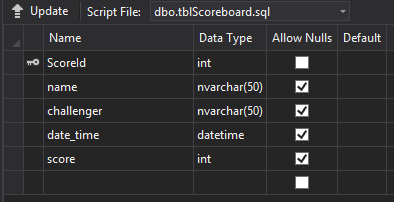 Update Script File: dbo.tblScoreboard.sql
Name Data Type Allow Nulls Default
ScoreId int
name nvarchar(50)
challenger nvarchar(50)
date_time datetime
score int